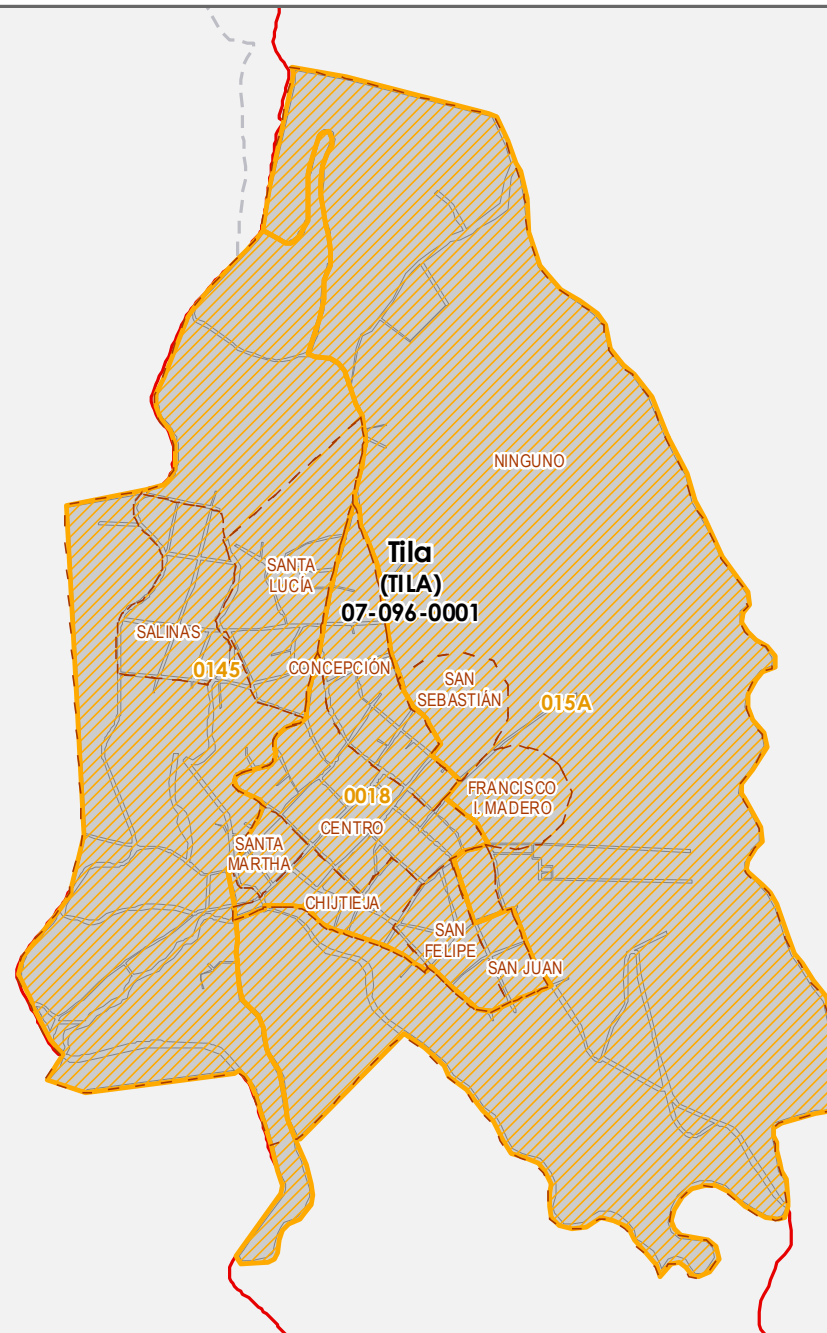 NINGUNO
Tila
(TILA)
07-096-0001
SANTA
LUCÍA
SALINAS
0145
CONCEPCIÓN
SAN
SEBASTIÁN
015A
FRANCISCO
I. MADERO
0018
CENTRO
SANTA
MARTHA
CHIJTIEJA
SAN
FELIPE
SAN JUAN